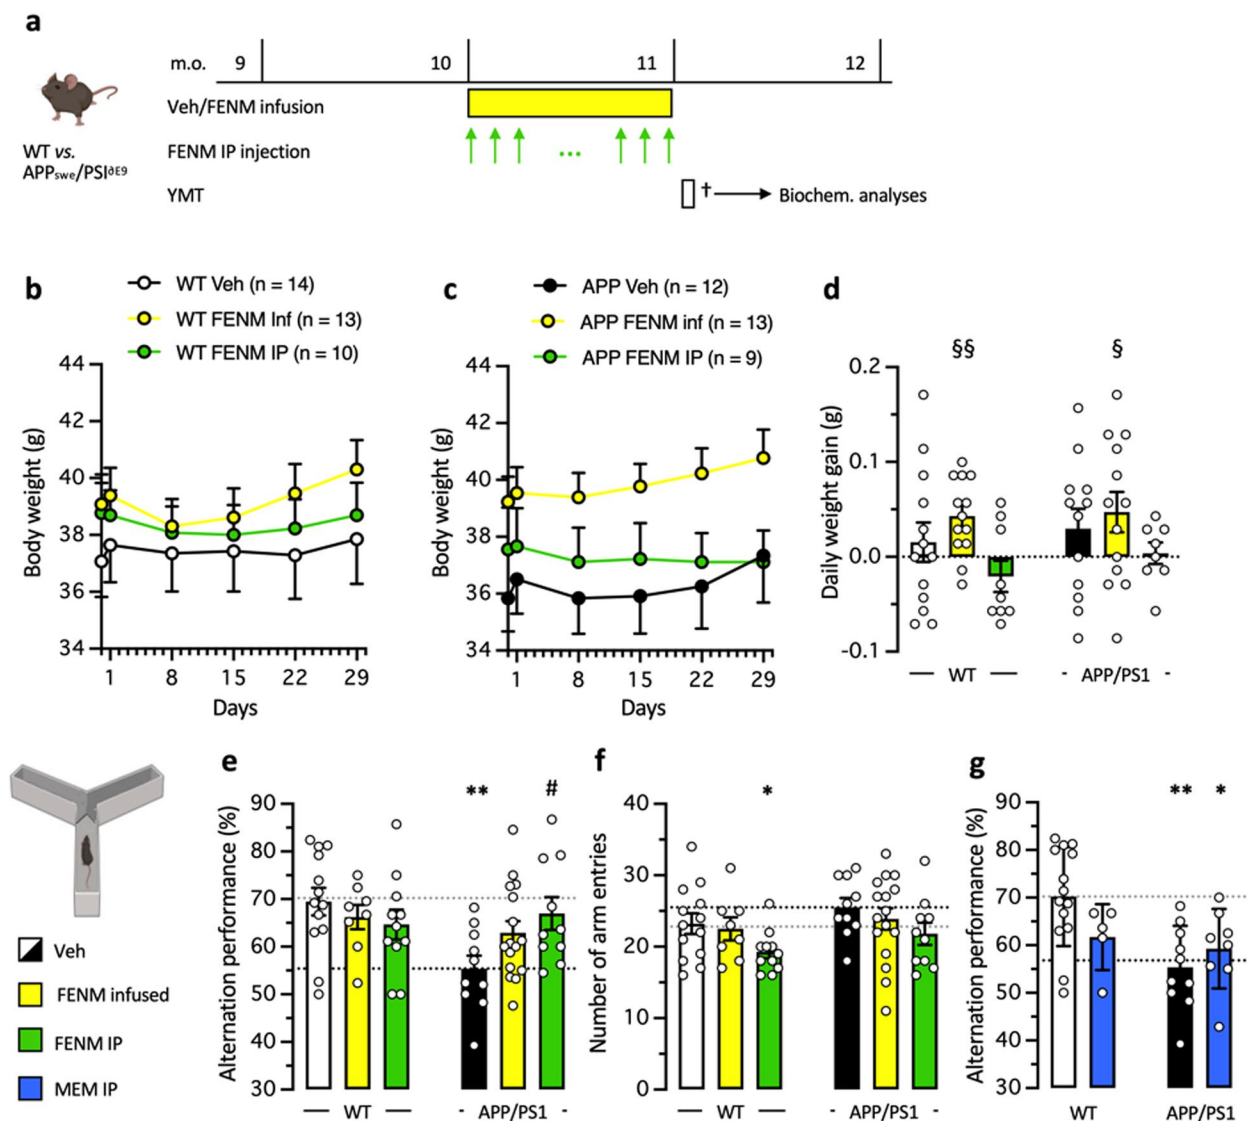 a
m.o. 9 10 11 12
Veh/FENM infusion
WT vs.
APPswe/PSI∂E9
FENM IP injection
...
YMT
† Biochem. analyses
b
WT Veh (n = 14)
WT FENM Inf (n = 13)
WT FENM IP (n = 10)
44
42
40
38
36
34
Body weight (g)
1 8 15 22 29
Days
c
APP Veh (n = 12)
APP FENM inf (n = 13)
APP FENM IP (n = 9)
44
42
40
38
36
34
Body weight (g)
1 8 15 22 29
Days
d
§§ §
0.2
0.1
0.0
-0.1
Daily weight gain (g)
— WT — - APP/PS1 -
Veh
FENM infused
FENM IP
MEM IP
e
** #
90
80
70
60
50
40
30
Alternation performance (%)
— WT — - APP/PS1 -
f
*
40
30
20
10
0
Number of arm entries
— WT — - APP/PS1 -
g
** *
90
80
70
60
50
40
30
Alternation performance (%)
WT APP/PS1